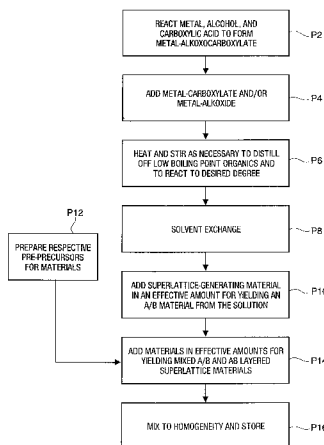 REACT METAL, ALCOHOL, AND
CARBOXYLIC ACID TO FORM
METAL-ALKOXOCARBOXYLATE
P2
ADD METAL-CARBOXYLATE AND/OR
METAL-ALKOXIDE
P4
HEAT AND STIR AS NECESSARY TO DISTILL
OFF LOW BOILING POINT ORGANICS AND
TO REACT TO DESIRED DEGREE
P6
SOLVENT EXCHANGE
P8
P12
PREPARE RESPECTIVE
PRE-PRECURSORS
FOR MATERIALS
ADD SUPERLATTICE-GENERATING MATERIAL
IN AN EFFECTIVE AMOUNT FOR YIELDING AN
A/B MATERIAL FROM THE SOLUTION
P10
ADD MATERIALS IN EFFECTIVE AMOUNTS FOR
YIELDING MIXED A/B AND AB LAYERED
SUPERLATTICE MATERIALS
P14
MIX TO HOMOGENEITY AND STORE
P16